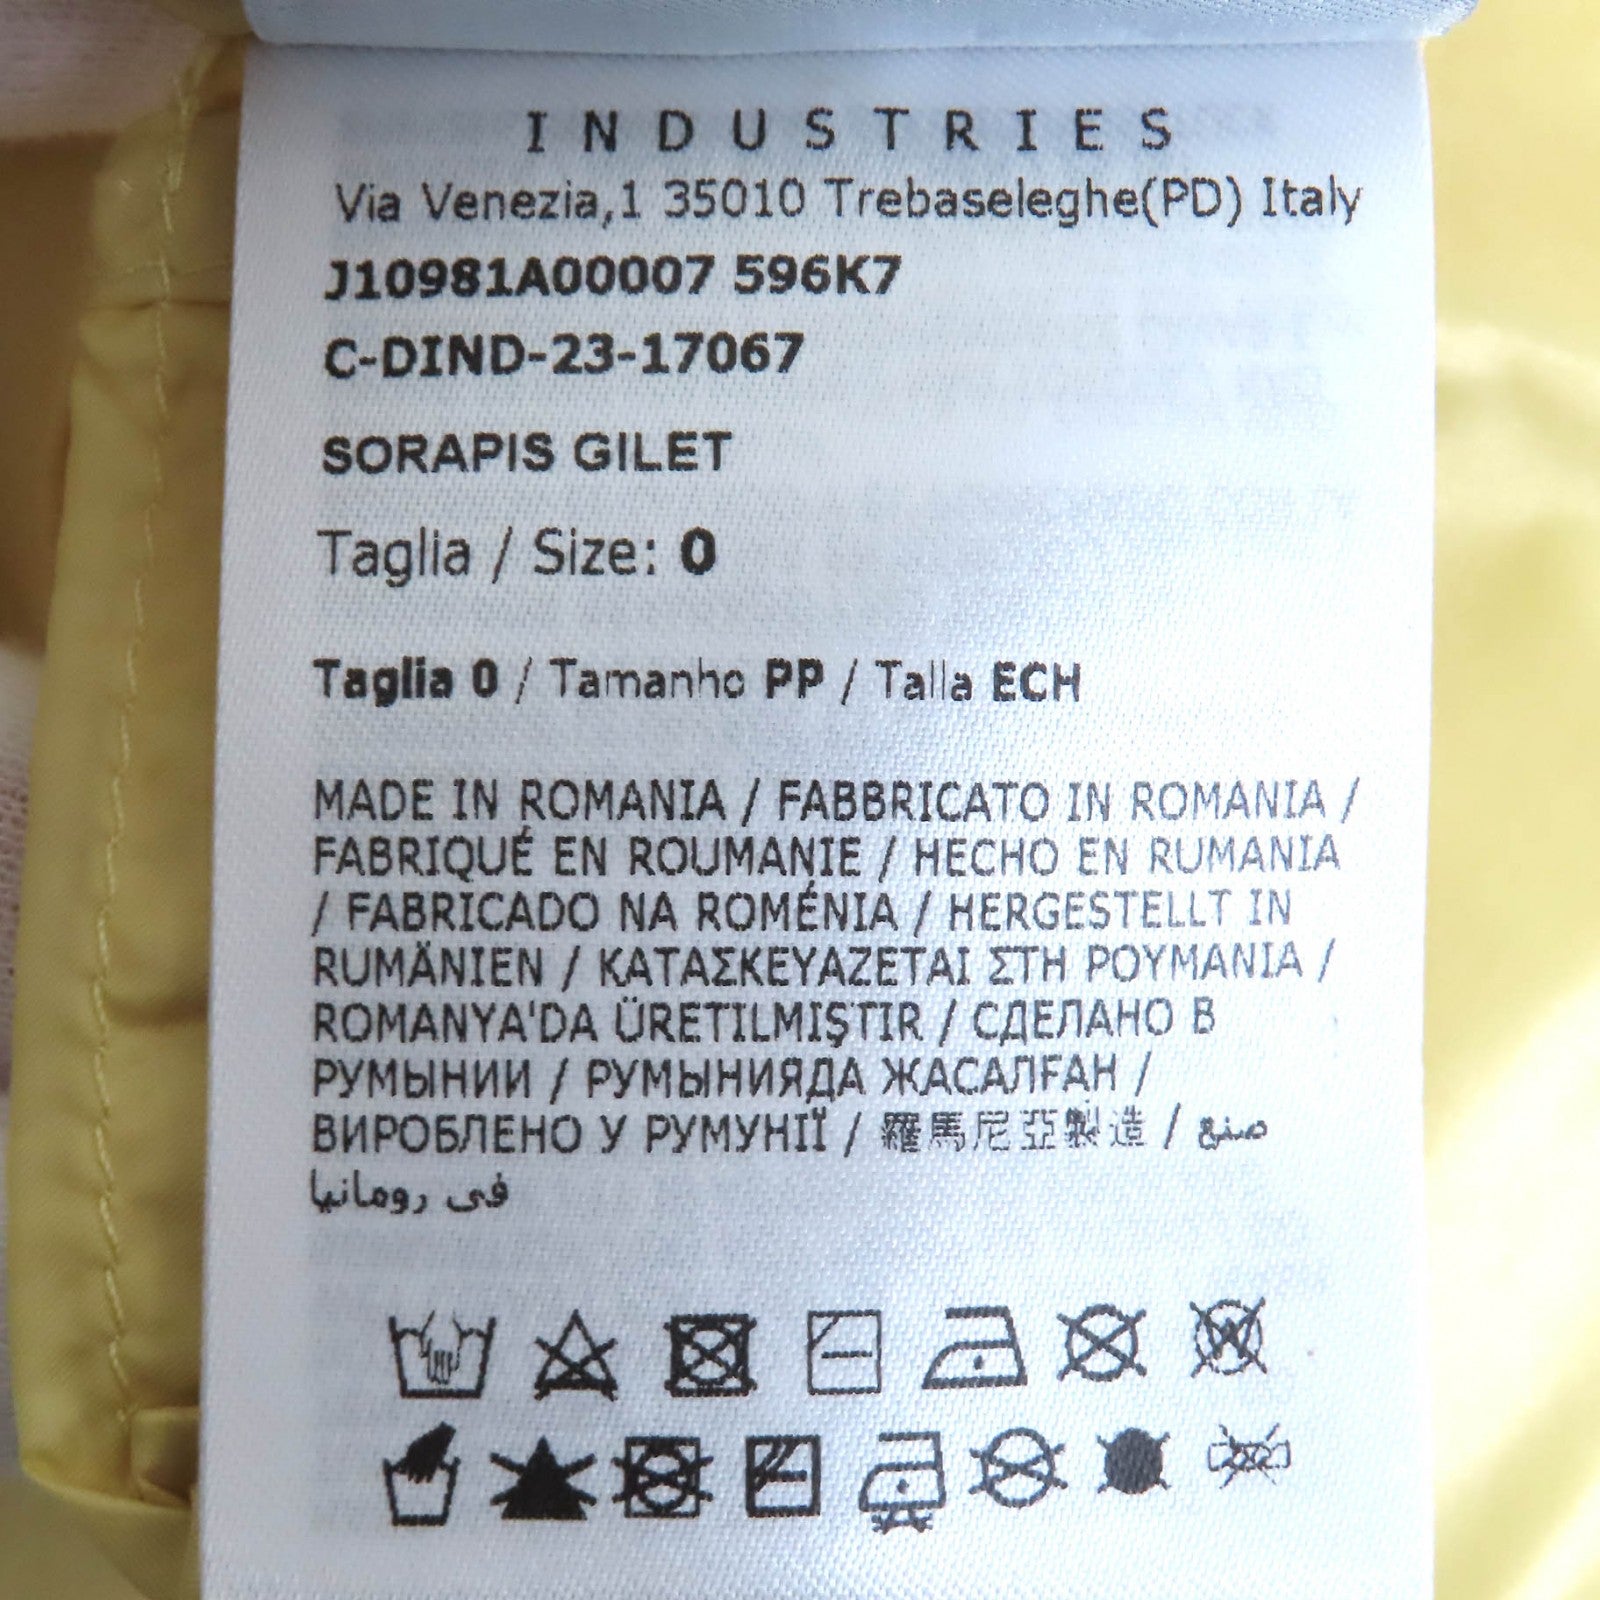 INDUSTRIES
Via Venezia,1 35010 Trebaseleghe(PD) Italy
J10981A00007 596K7
C-DIND-23-17067
SORAPIS GILET
Taglia / Size: 0
Taglia 0 / Tamanho PP / Talla ECH
MADE IN ROMANIA / FABBRICATO IN ROMANIA /
FABRIQUÉ EN ROUMANIE / HECHO EN RUMANIA
/ FABRICADO NA ROMÉNIA / HERGESTELLT IN
RUMÄNIEN / ΚΑΤΑΣΚΕΥΑΖΕΤΑΙ ΣΤΗ ΡΟΥΜΑΝΙΑ /
ROMANYA'DA ÜRETILMIŞTIR / СДЕЛАНО В
РУМЫНИИ / РУМЫНИЯДА ЖАСАЛҒАН /
ВИРОБЛЕНО У РУМУНІЇ / 羅馬尼亞製造 / صنع
فى رومانيا